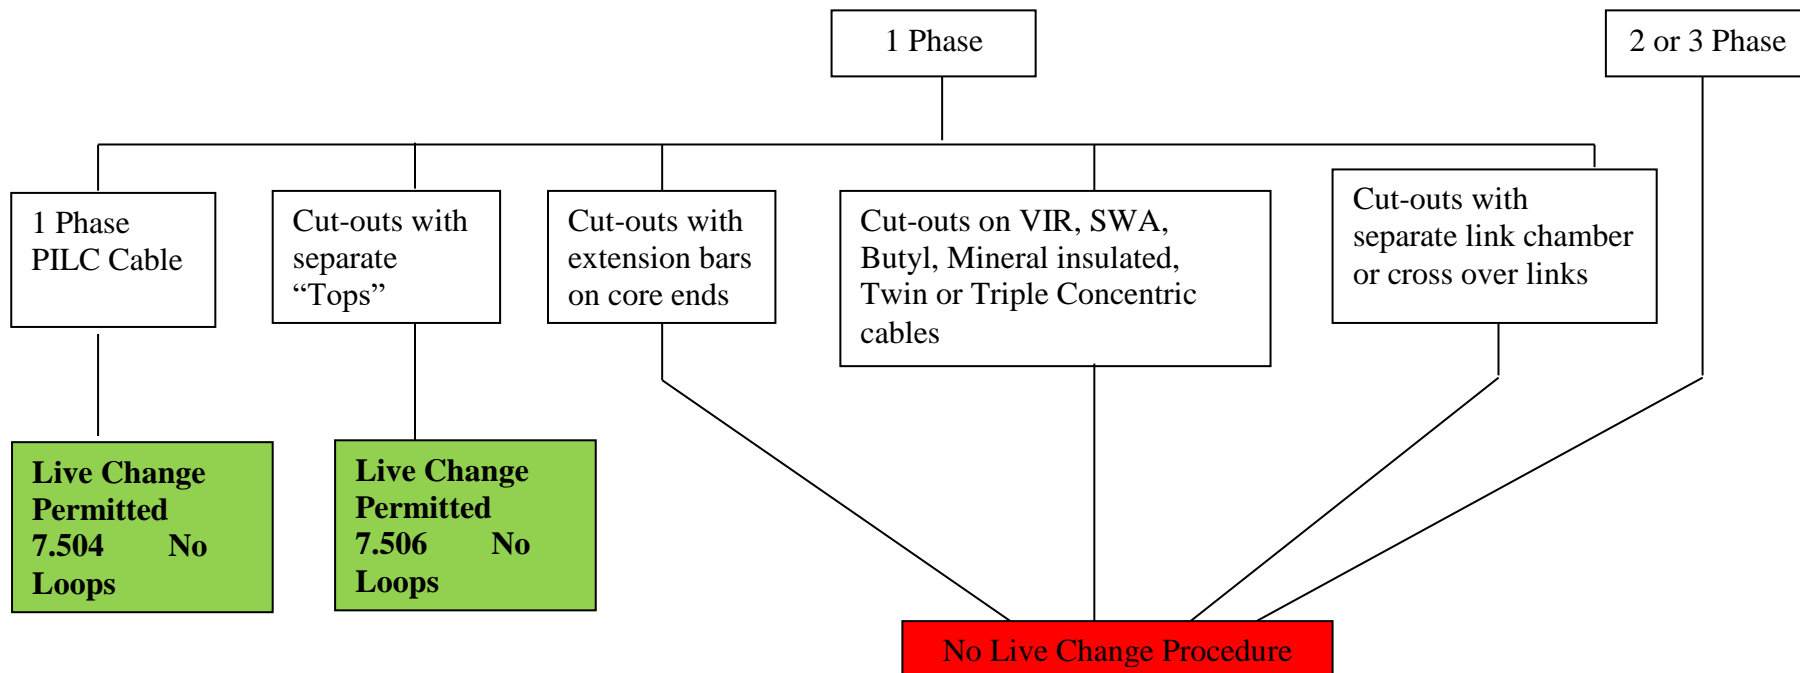 1 Phase
2 or 3 Phase
1 Phase
PILC Cable
Cut-outs with
separate
“Tops”
Cut-outs with
extension bars
on core ends
Cut-outs on VIR, SWA,
Butyl, Mineral insulated,
Twin or Triple Concentric
cables
Cut-outs with
separate link chamber
or cross over links
Live Change
Permitted
7.504 No
Loops
Live Change
Permitted
7.506 No
Loops
No Live Change Procedure